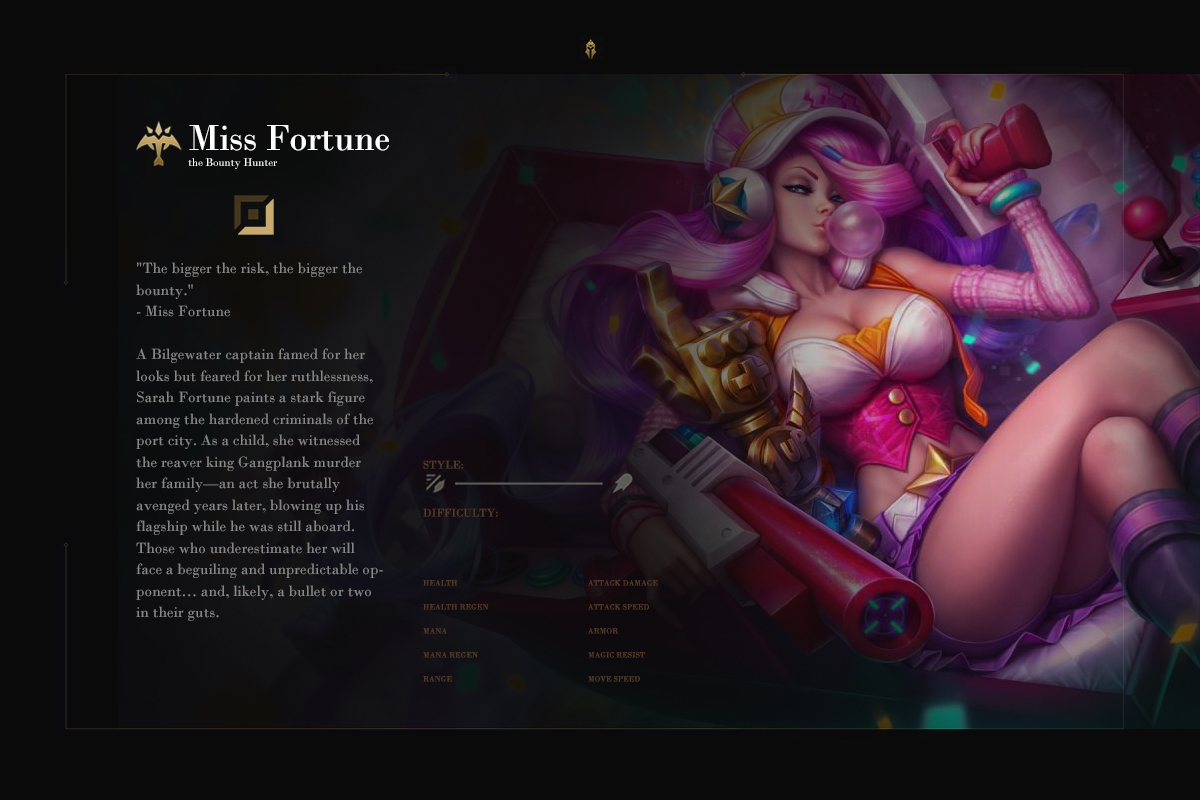 Miss Fortune
the Bounty Hunter
"The bigger the risk, the bigger the
bounty."
- Miss Fortune
A Bilgewater captain famed for her
looks but feared for her ruthlessness,
Sarah Fortune paints a stark figure
among the hardened criminals of the
port city. As a child, she witnessed
the reaver king Gangplank murder
her family—an act she brutally
avenged years later, blowing up his
flagship while he was still aboard.
Those who underestimate her will
face a beguiling and unpredictable op-
ponent… and, likely, a bullet or two
in their guts.
STYLE:
DIFFICULTY:
HEALTH
HEALTH REGEN
MANA
MANA REGEN
RANGE
ATTACK DAMAGE
ATTACK SPEED
ARMOR
MAGIC RESIST
MOVE SPEED